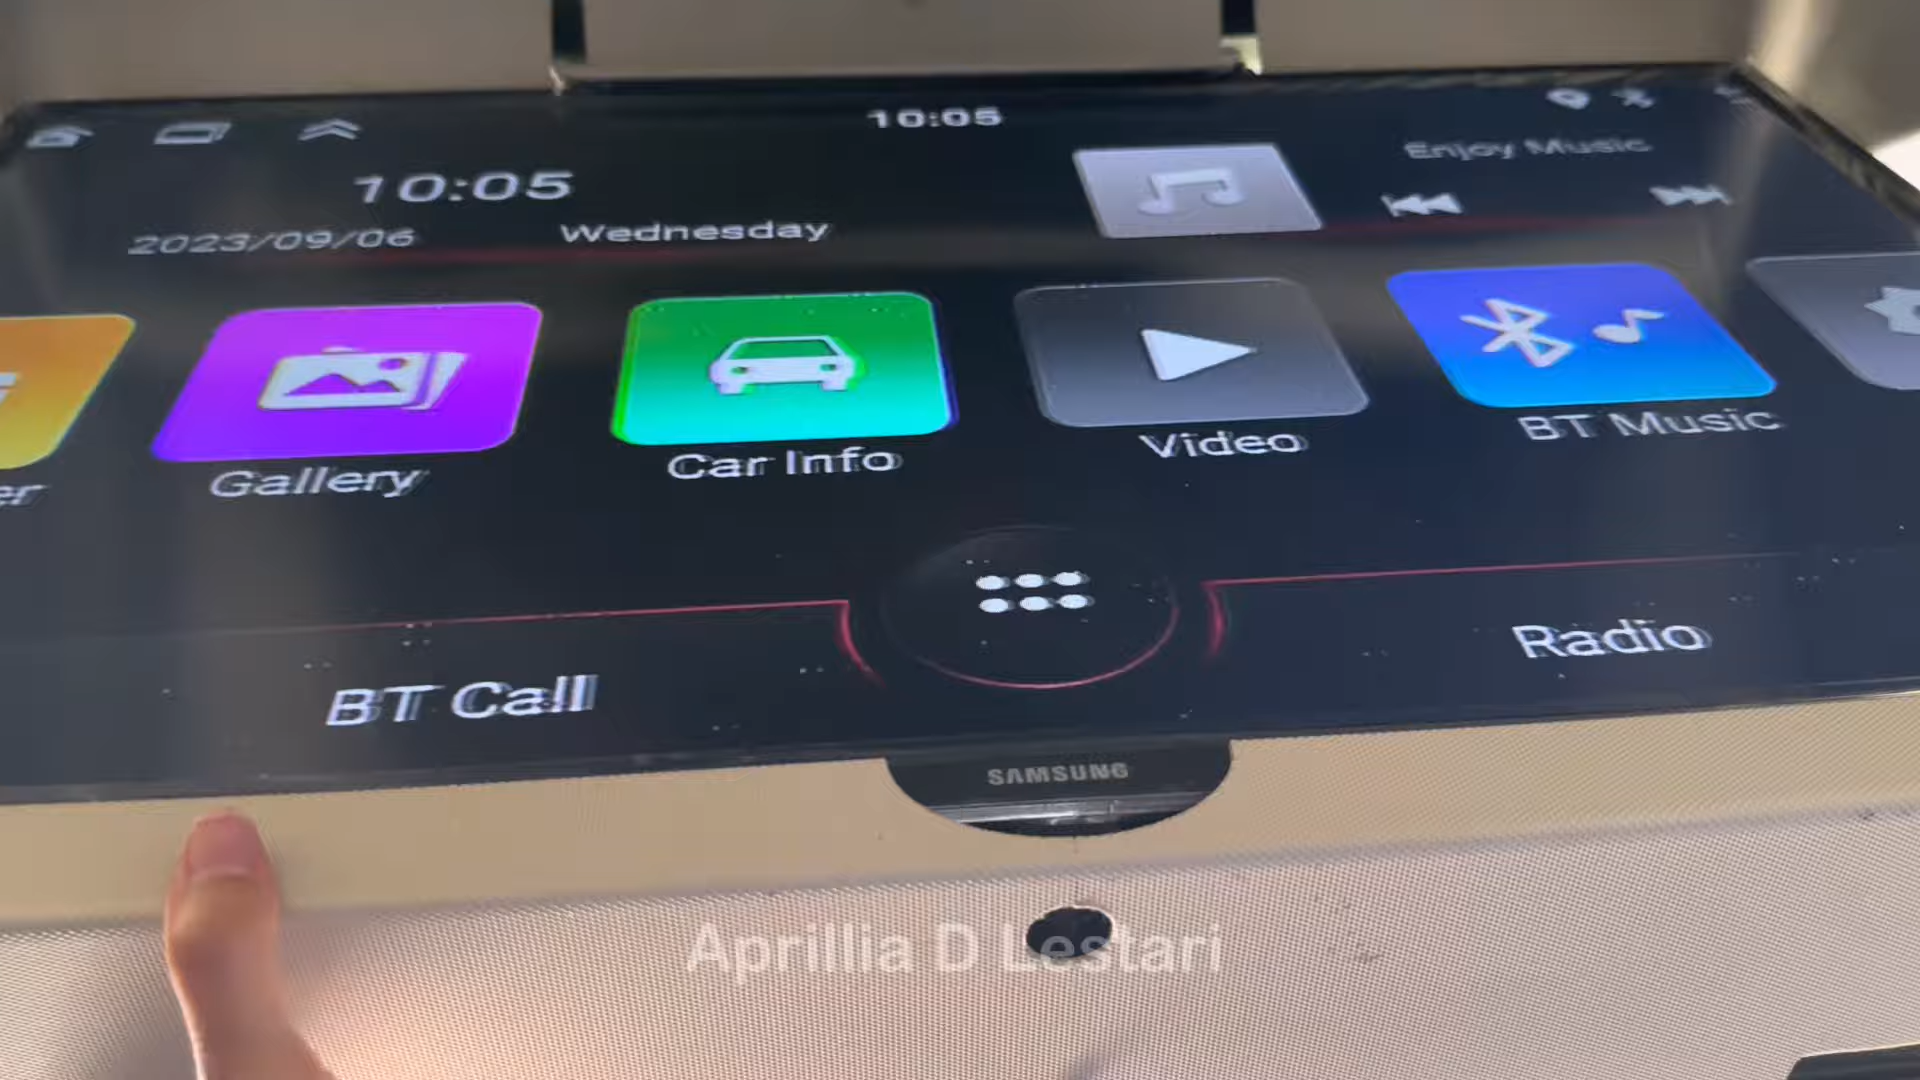 10:05
Enjoy Music
10:05
2023/09/06 Wednesday
Gallery
Car Info
Video
BT Music
BT Call
Radio
SAMSUNG
Aprillia D Lestari